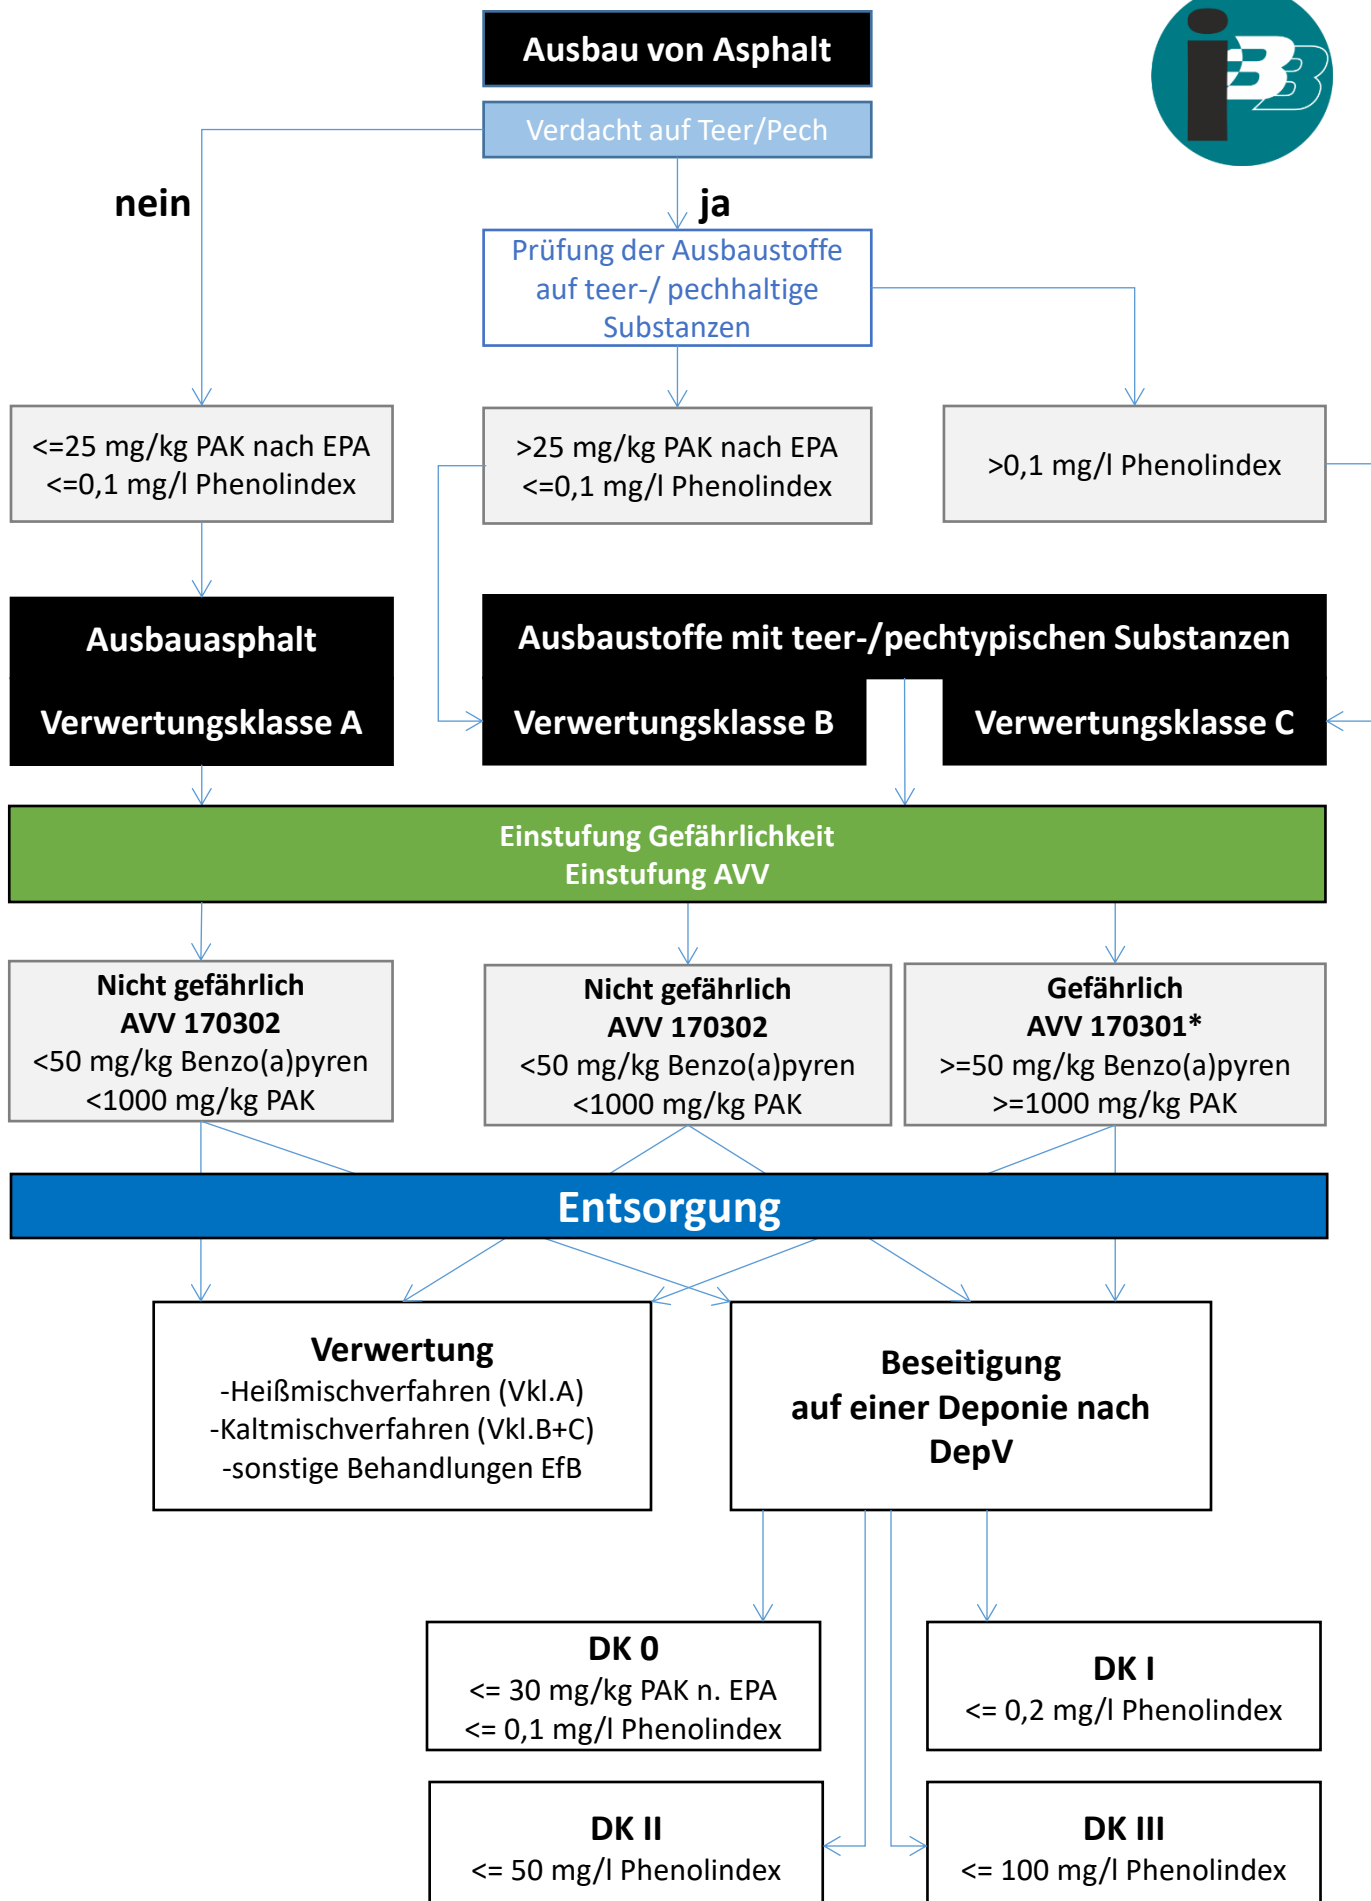 Ausbau von Asphalt
iBB
Verdacht auf Teer/Pech
nein
ja
Prüfung der Ausbaustoffe
auf teer-/ pechhaltige
Substanzen
<=25 mg/kg PAK nach EPA
<=0,1 mg/l Phenolindex
>25 mg/kg PAK nach EPA
<=0,1 mg/l Phenolindex
>0,1 mg/l Phenolindex
Ausbauasphalt
Verwertungsklasse A
Ausbaustoffe mit teer-/pechtypischen Substanzen
Verwertungsklasse B
Verwertungsklasse C
Einstufung Gefährlichkeit
Einstufung AVV
Nicht gefährlich
AVV 170302
<50 mg/kg Benzo(a)pyren
<1000 mg/kg PAK
Nicht gefährlich
AVV 170302
<50 mg/kg Benzo(a)pyren
<1000 mg/kg PAK
Gefährlich
AVV 170301*
>=50 mg/kg Benzo(a)pyren
>=1000 mg/kg PAK
Entsorgung
Verwertung
-Heißmischverfahren (Vkl.A)
-Kaltmischverfahren (Vkl.B+C)
-sonstige Behandlungen EfB
Beseitigung
auf einer Deponie nach
DepV
DK 0
<= 30 mg/kg PAK n. EPA
<= 0,1 mg/l Phenolindex
DK I
<= 0,2 mg/l Phenolindex
DK II
<= 50 mg/l Phenolindex
DK III
<= 100 mg/l Phenolindex